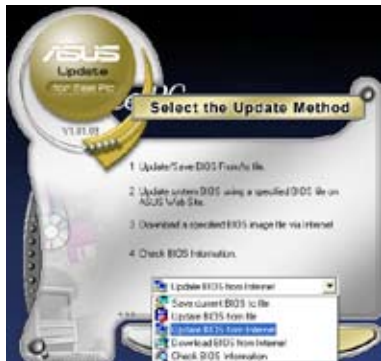 ASUS
Update
for Eee PC
PC
Select the Update Method
V1.01.09
1 Update/Save BIOS From/to file.
2 Update system BIOS using a specified BIOS file on
ASUS Web Site.
3 Download a specified BIOS image file via Internet
4 Check BIOS Information.
Update BIOS from Internet
Save current BIOS to file
Update BIOS from file
Update BIOS from Internet
Download BIOS from Internet
Check BIOS Information